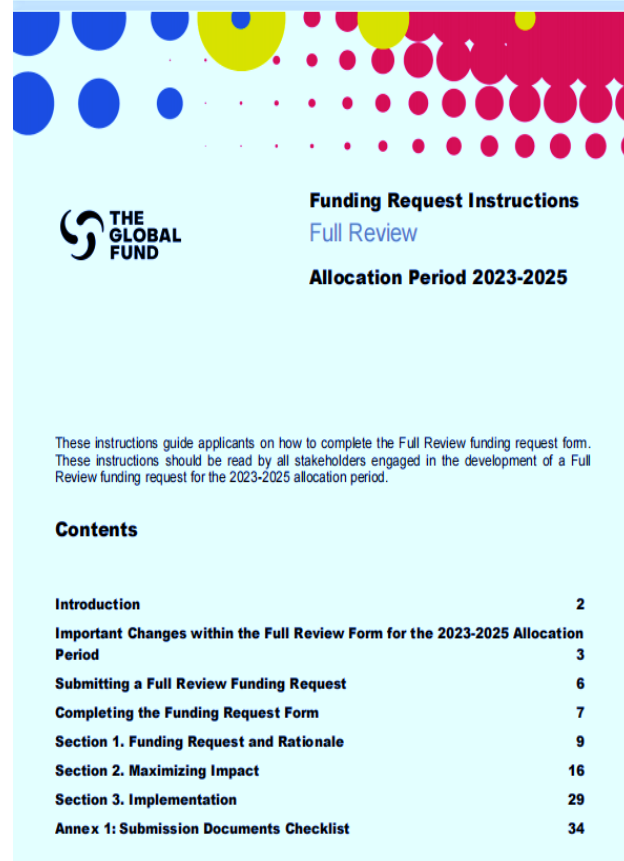 THE
GLOBAL
FUND
Funding Request Instructions
Full Review
Allocation Period 2023-2025
These instructions guide applicants on how to complete the Full Review funding request form.
These instructions should be read by all stakeholders engaged in the development of a Full
Review funding request for the 2023-2025 allocation period.
Contents
Introduction 2
Important Changes within the Full Review Form for the 2023-2025 Allocation
Period 3
Submitting a Full Review Funding Request 6
Completing the Funding Request Form 7
Section 1. Funding Request and Rationale 9
Section 2. Maximizing Impact 16
Section 3. Implementation 29
Annex 1: Submission Documents Checklist 34